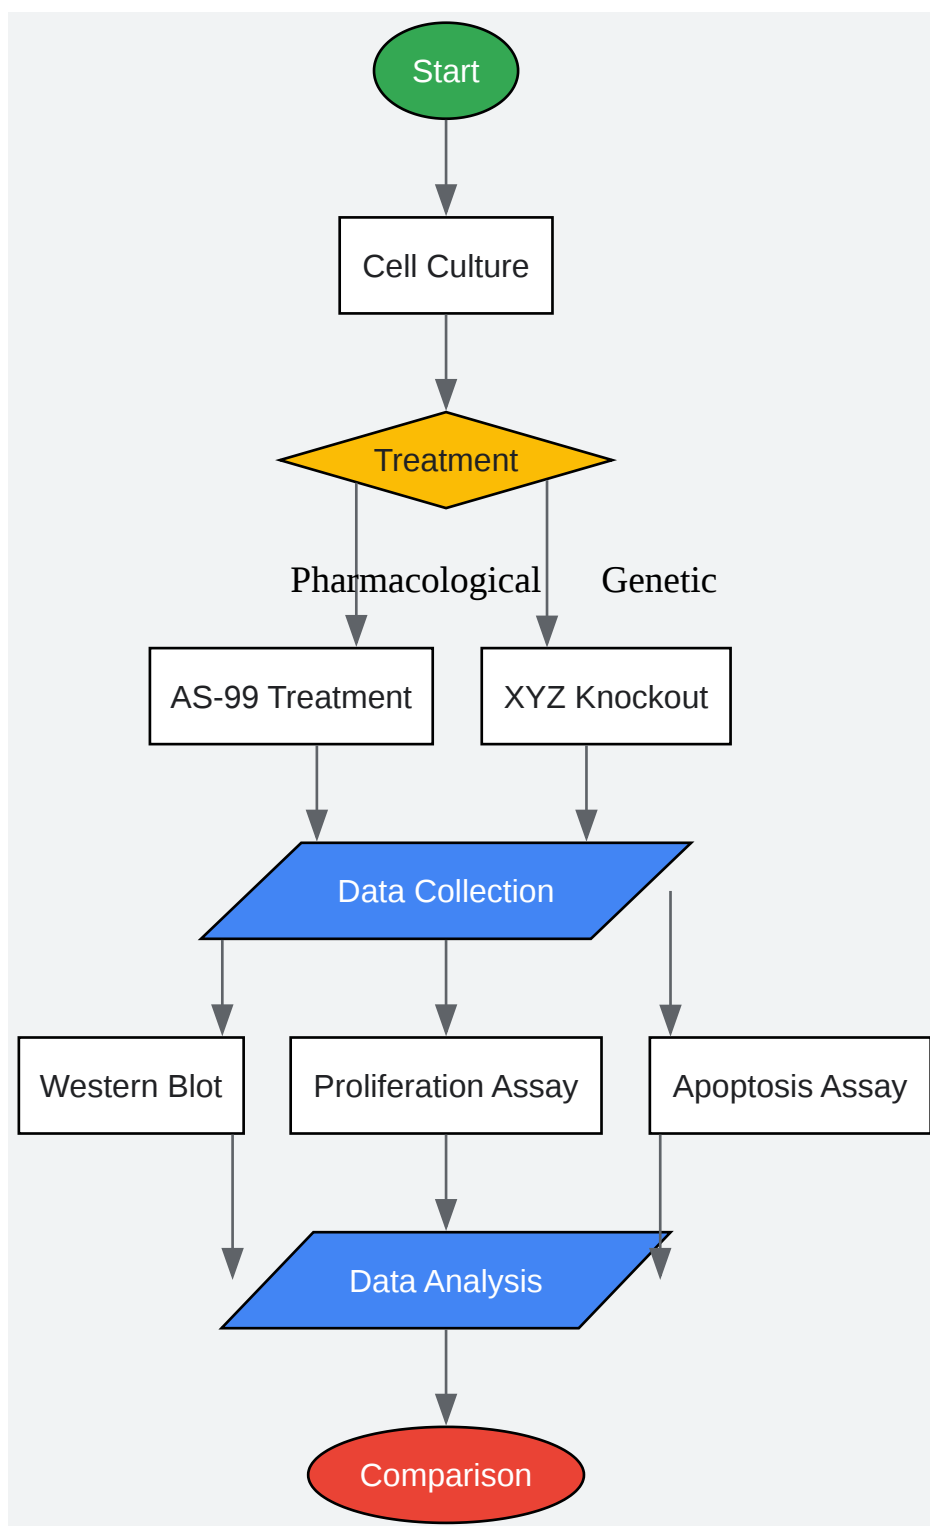 Start
Cell Culture
Treatment
Pharmacological
Genetic
AS-99 Treatment
XYZ Knockout
Data Collection
Western Blot
Proliferation Assay
Apoptosis Assay
Data Analysis
Comparison